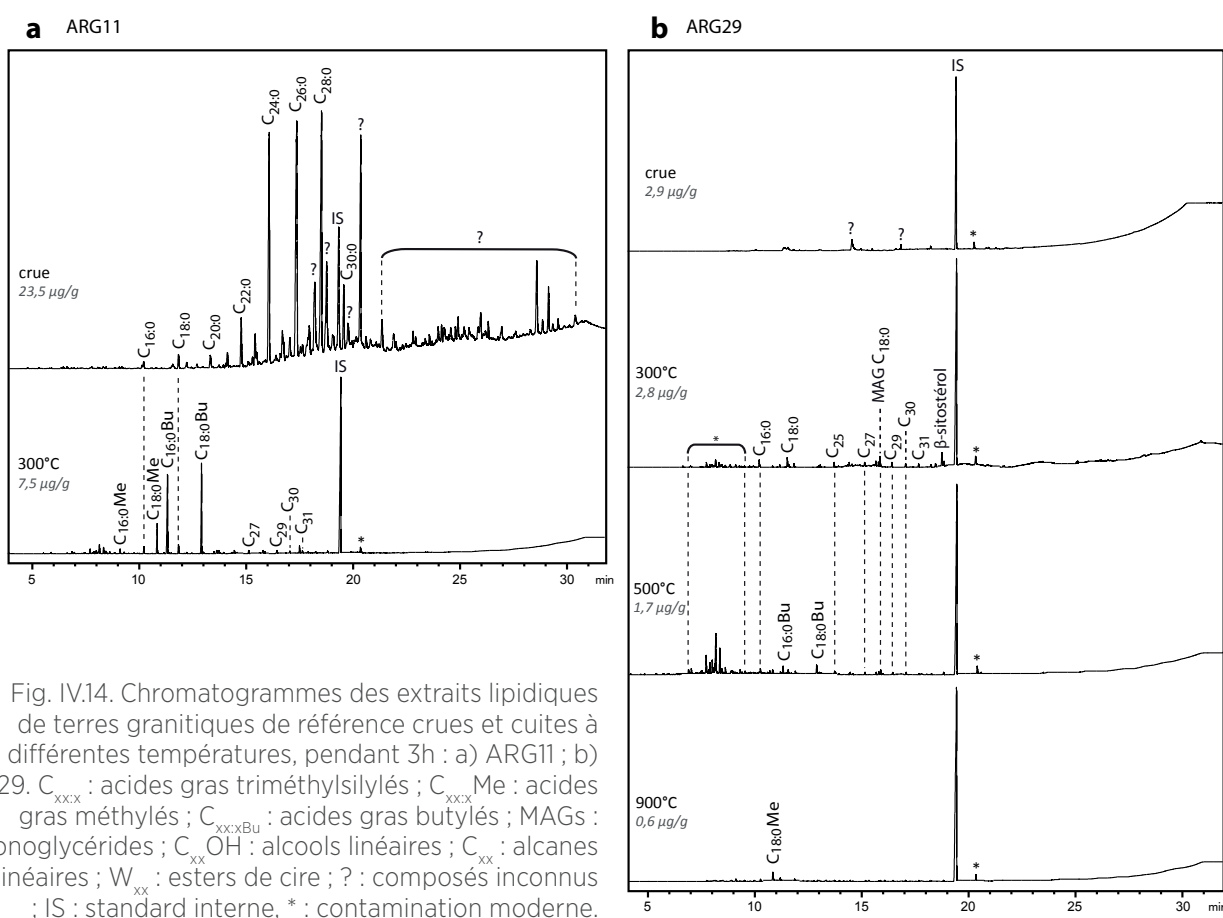 a ARG11
C24:0
C26:0
C28:0
?
IS
?
?
C30:0
?
?
crue
23,5 µg/g
C16:0
C18:0
C20:0
C22:0
IS
300°C
7,5 µg/g
C16:0Me
C18:0Me
C16:0Bu
C18:0Bu
C27
C29
C30
C31
*
5 10 15 20 25 30 min
b ARG29
IS
crue
2,9 µg/g
?
?
*
300°C
2,8 µg/g
*
C16:0
C18:0
C25
C27
MAG C18:0
C29
C30
C31
β-sitostérol
*
500°C
1,7 µg/g
C16:0Bu
C18:0Bu
*
900°C
0,6 µg/g
C18:0Me
*
5 10 15 20 25 30 min
Fig. IV.14. Chromatogrammes des extraits lipidiques
de terres granitiques de référence crues et cuites à
différentes températures, pendant 3h : a) ARG11 ; b)
29. Cxx:x : acides gras triméthylsilylés ; Cxx:xMe : acides
gras méthylés ; Cxx:xBu : acides gras butylés ; MAGs :
onoglycérides ; CxxOH : alcools linéaires ; Cxx : alcanes
inéaires ; Wxx : esters de cire ; ? : composés inconnus
; IS : standard interne, * : contamination moderne.